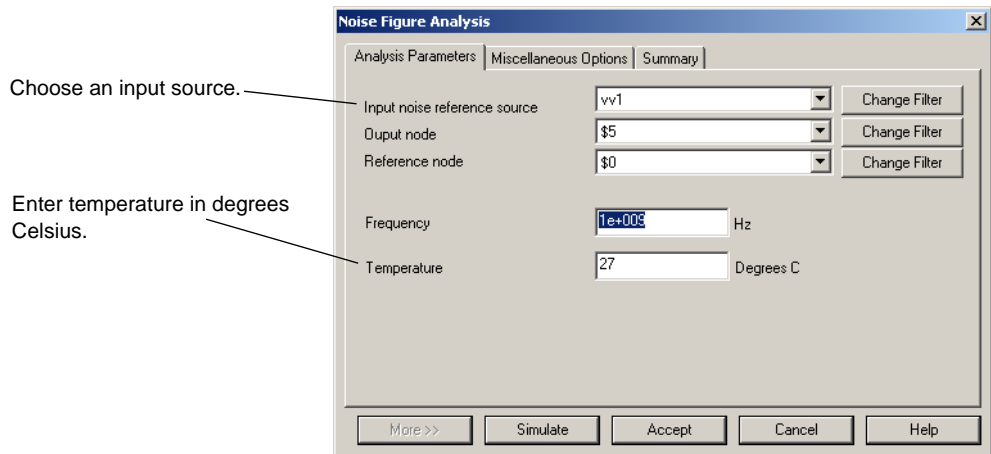 Noise Figure Analysis
Analysis Parameters Miscellaneous Options Summary
Choose an input source.
Input noise reference source vv1 Change Filter
Ouput node $5 Change Filter
Reference node $0 Change Filter
Enter temperature in degrees
Celsius.
Frequency 1e+009 Hz
Temperature 27 Degrees C
More >> Simulate Accept Cancel Help